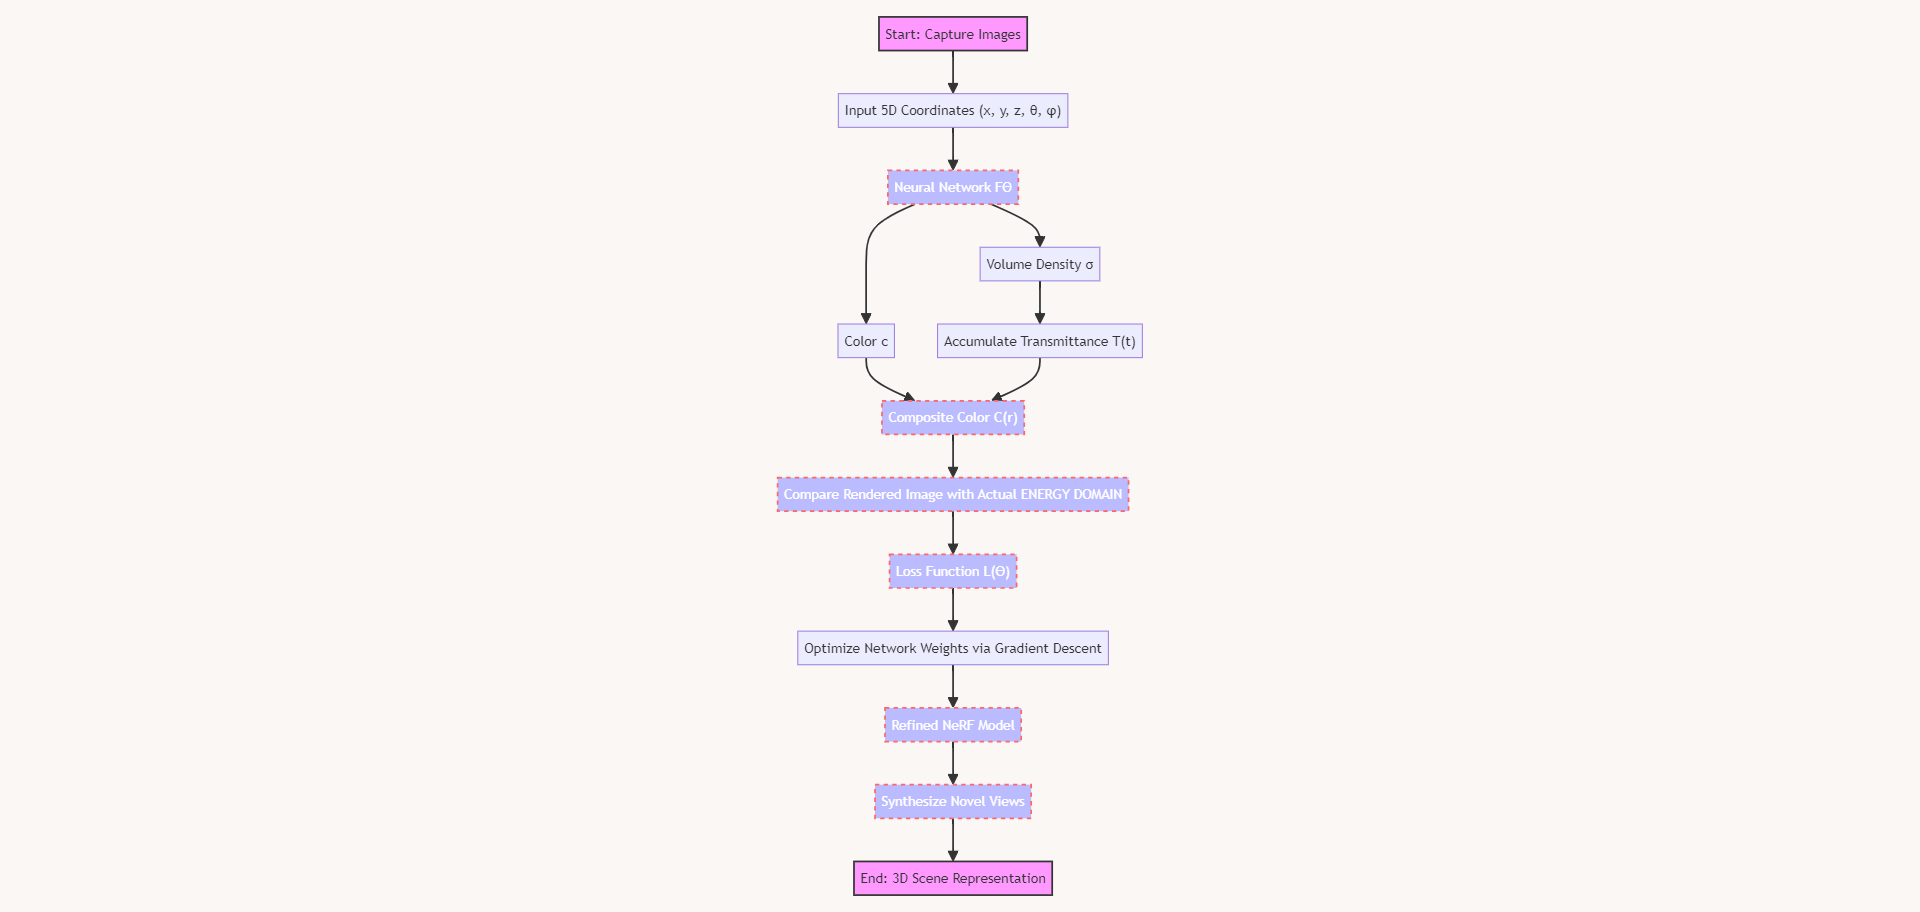 Start: Capture Images
Input 5D Coordinates (x, y, z, θ, φ)
Neural Network FΘ
Volume Density σ
Color c
Accumulate Transmittance T(t)
Composite Color C(r)
Compare Rendered Image with Actual ENERGY DOMAIN
Loss Function L(Θ)
Optimize Network Weights via Gradient Descent
Refined NeRF Model
Synthesize Novel Views
End: 3D Scene Representation